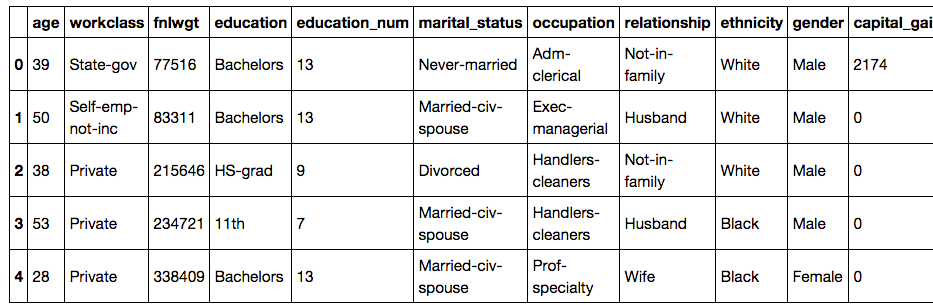 age workclass fnlwgt education education_num marital_status occupation relationship ethnicity gender capital_gai
0 39 State-gov 77516 Bachelors 13 Never-married Adm-clerical Not-in-family White Male 2174
1 50 Self-emp-not-inc 83311 Bachelors 13 Married-civ-spouse Exec-managerial Husband White Male 0
2 38 Private 215646 HS-grad 9 Divorced Handlers-cleaners Not-in-family White Male 0
3 53 Private 234721 11th 7 Married-civ-spouse Handlers-cleaners Husband Black Male 0
4 28 Private 338409 Bachelors 13 Married-civ-spouse Prof-specialty Wife Black Female 0